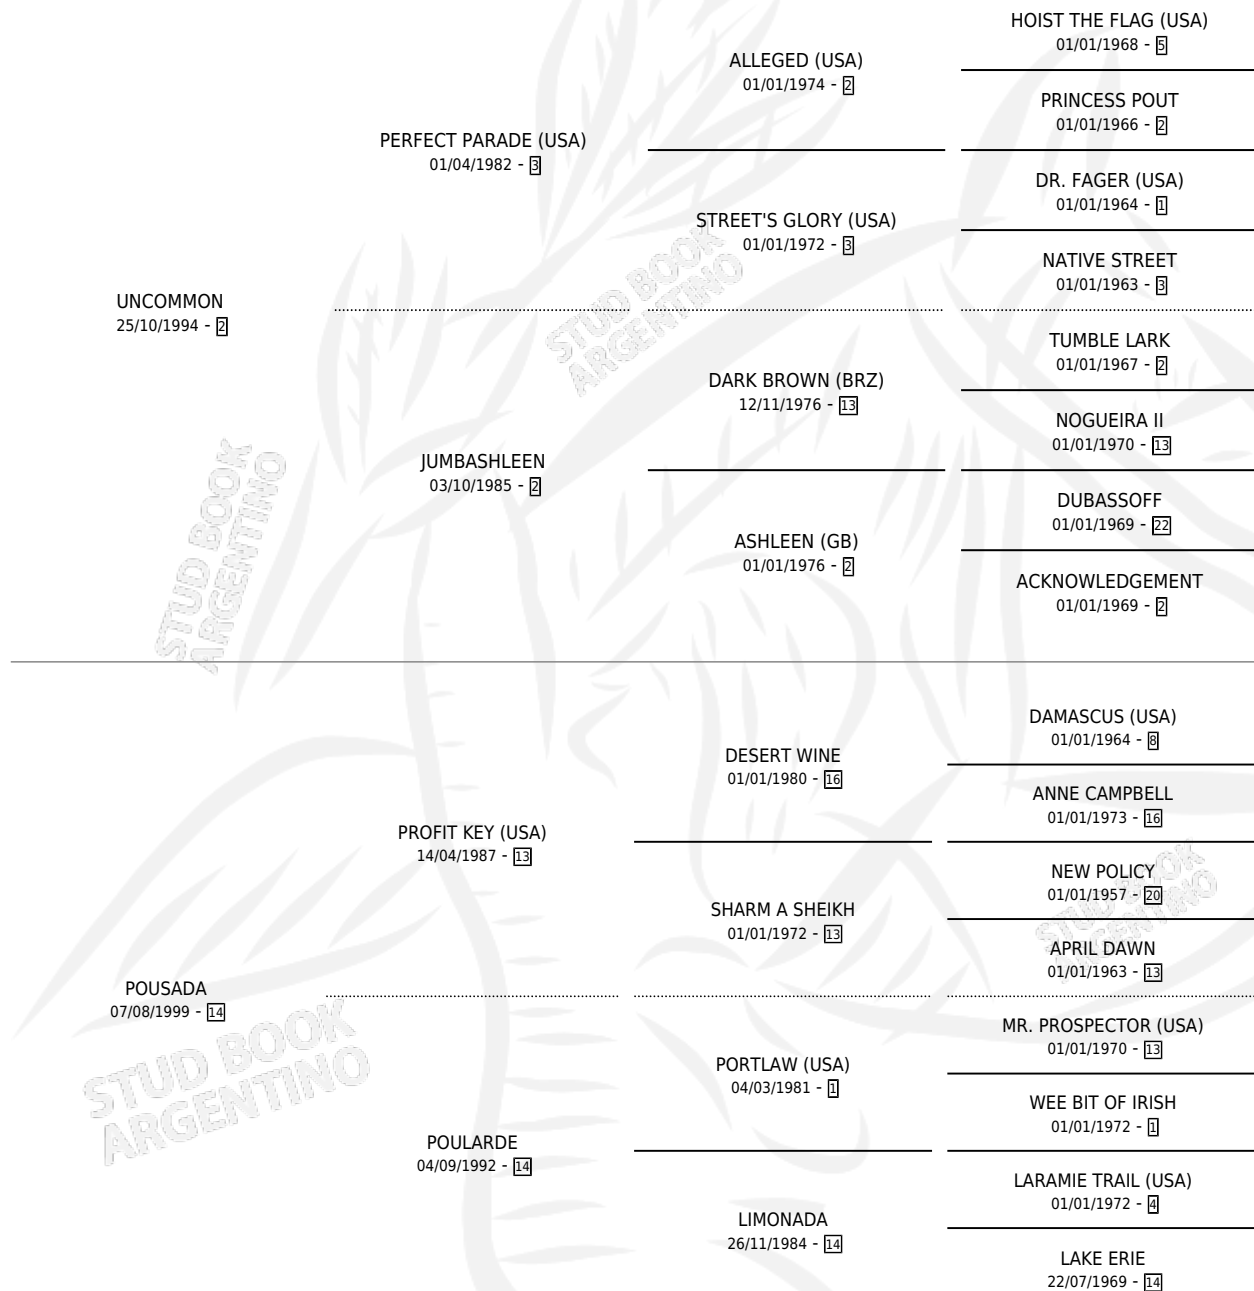 HOIST THE FLAG (USA)
01/01/1968 - 5
ALLEGED (USA)
01/01/1974 - 2
PRINCESS POUT
01/01/1966 - 2
PERFECT PARADE (USA)
01/04/1982 - 3
DR. FAGER (USA)
01/01/1964 - 1
STREET'S GLORY (USA)
01/01/1972 - 3
NATIVE STREET
01/01/1963 - 3
UNCOMMON
25/10/1994 - 2
TUMBLE LARK
01/01/1967 - 2
DARK BROWN (BRZ)
12/11/1976 - 13
NOGUEIRA II
01/01/1970 - 13
JUMBASHLEEN
03/10/1985 - 2
DUBASSOFF
01/01/1969 - 22
ASHLEEN (GB)
01/01/1976 - 2
ACKNOWLEDGEMENT
01/01/1969 - 2
DAMASCUS (USA)
01/01/1964 - 8
DESERT WINE
01/01/1980 - 16
ANNE CAMPBELL
01/01/1973 - 16
PROFIT KEY (USA)
14/04/1987 - 13
NEW POLICY
01/01/1957 - 20
SHARM A SHEIKH
01/01/1972 - 13
APRIL DAWN
01/01/1963 - 13
POUSADA
07/08/1999 - 14
MR. PROSPECTOR (USA)
01/01/1970 - 13
PORTLAW (USA)
04/03/1981 - 1
WEE BIT OF IRISH
01/01/1972 - 1
POULARDE
04/09/1992 - 14
LARAMIE TRAIL (USA)
01/01/1972 - 4
LIMONADA
26/11/1984 - 14
LAKE ERIE
22/07/1969 - 14
STUD BOOK
ARGENTINO
STUD BOOK
ARGENTINO
STUD BOOK
ARGENTINO
STUD BOOK
ARGENTINO